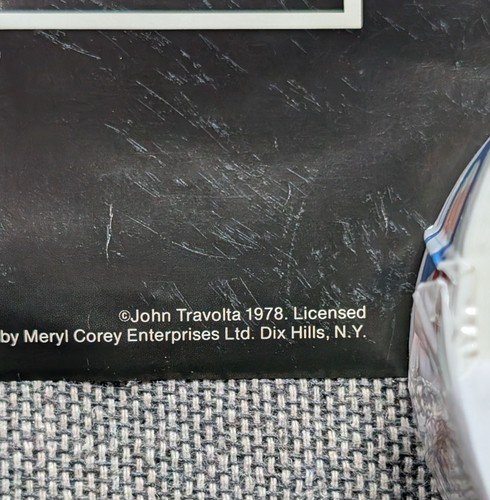 ©John Travolta 1978. Licensed
by Meryl Corey Enterprises Ltd. Dix Hills, N.Y.